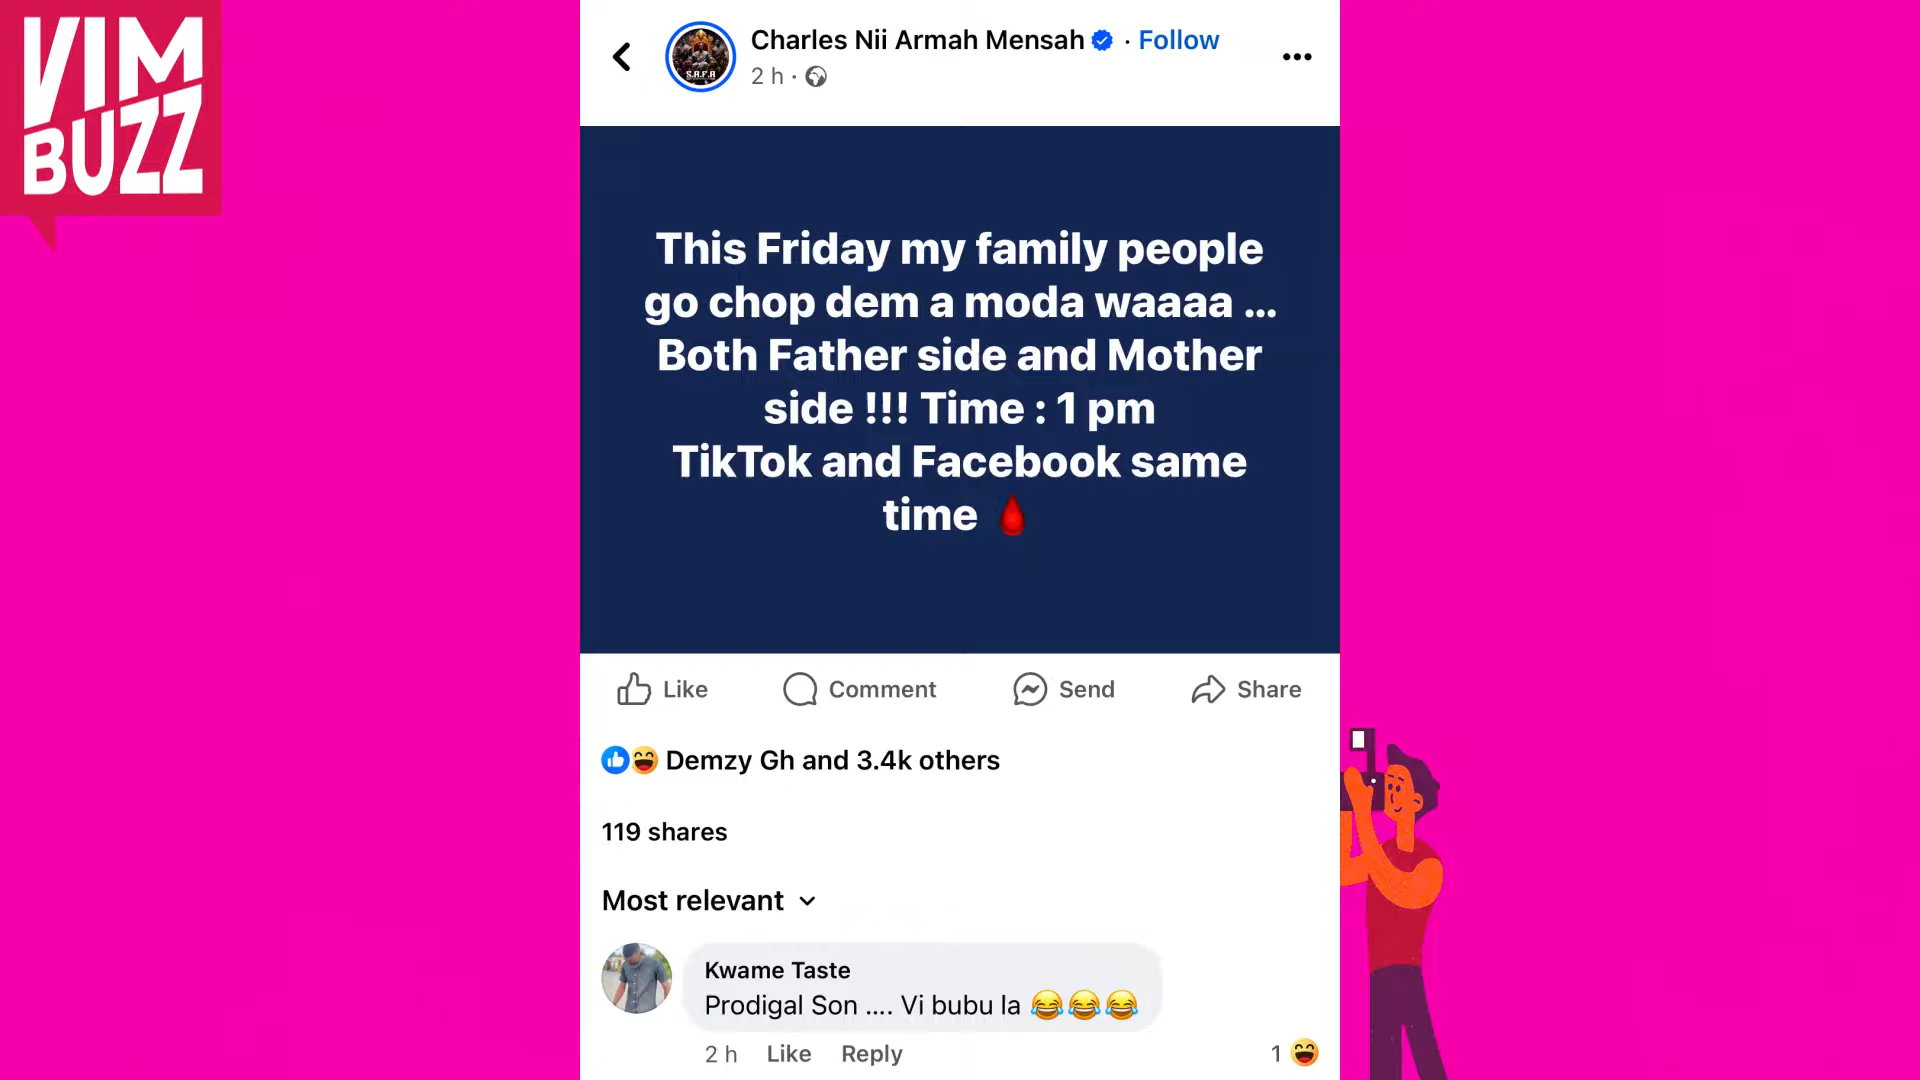 VIM
BUZZ
Charles Nii Armah Mensah · Follow
2 h ·
S.A.F.A
This Friday my family people
go chop dem a moda waaaa ...
Both Father side and Mother
side !!! Time : 1 pm
TikTok and Facebook same
time 🩸
Like Comment Send Share
Demzy Gh and 3.4k others
119 shares
Most relevant
Kwame Taste
Prodigal Son .... Vi bubu la 😂😂😂
2 h Like Reply 1 😆